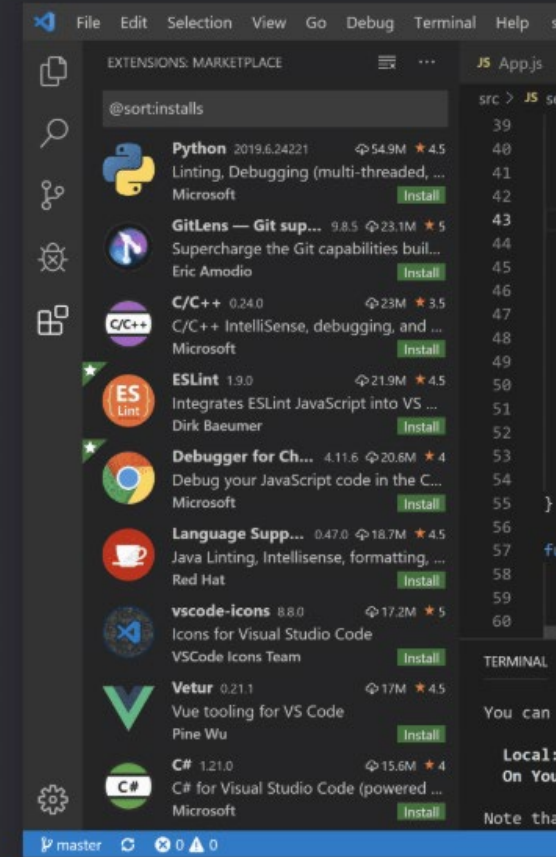 File Edit Selection View Go Debug Terminal Help
EXTENSIONS: MARKETPLACE
@sort:installs
Python 2019.6.24221 54.9M ★ 4.5
Linting, Debugging (multi-threaded, ...
Microsoft Install
GitLens — Git sup... 9.8.5 23.1M ★ 5
Supercharge the Git capabilities buil...
Eric Amodio Install
C/C++
C/C++ 0.24.0 23M ★ 3.5
C/C++ IntelliSense, debugging, and ...
Microsoft Install
ES
Lint
ESLint 1.9.0 21.9M ★ 4.5
Integrates ESLint JavaScript into VS ...
Dirk Baeumer Install
Debugger for Ch... 4.11.6 20.6M ★ 4
Debug your JavaScript code in the C...
Microsoft Install
Language Supp... 0.47.0 18.7M ★ 4.5
Java Linting, Intellisense, formatting, ...
Red Hat Install
vscode-icons 8.8.0 17.2M ★ 5
Icons for Visual Studio Code
VSCode Icons Team Install
Vetur 0.21.1 17M ★ 4.5
Vue tooling for VS Code
Pine Wu Install
C#
C# 1.21.0 15.6M ★ 4
C# for Visual Studio Code (powered ...
Microsoft Install
JS App.js
src > JS
39
40
41
42
43
44
45
46
47
48
49
50
51
52
53
54
55 }
56
57
58
59
60
TERMINAL
You can
Local:
On You
Note tha
master 0 0